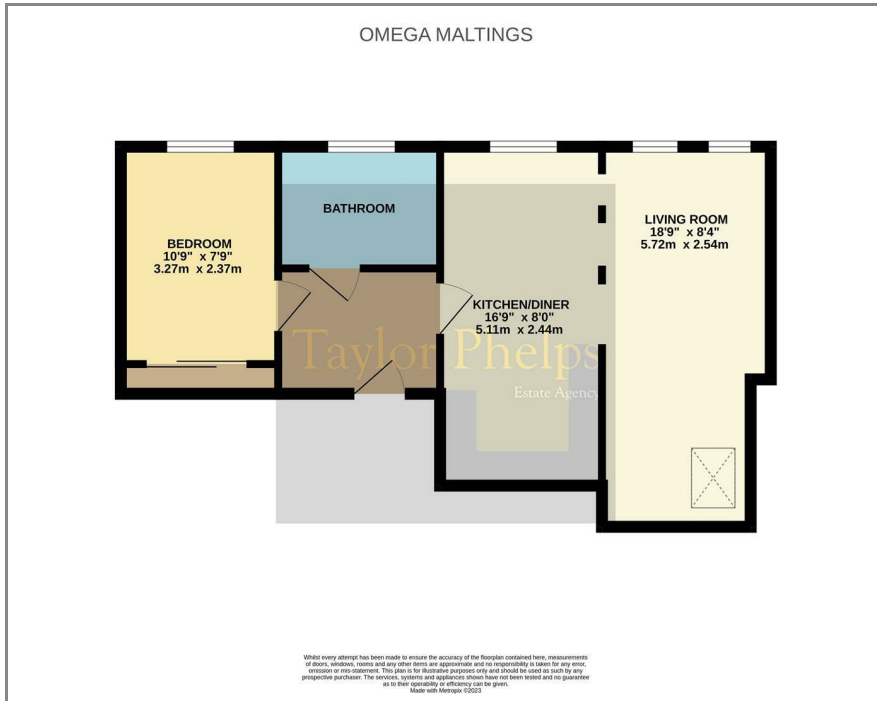 OMEGA MALTINGS
BATHROOM
BEDROOM
10'9" x 7'9"
3.27m x 2.37m
LIVING ROOM
18'9" x 8'4"
5.72m x 2.54m
KITCHEN/DINER
16'9" x 8'0"
5.11m x 2.44m
Taylor Phelps
Estate Agency
Whilst every attempt has been made to ensure the accuracy of the floorplan contained here, measurements
of doors, windows, rooms and any other items are approximate and no responsibility is taken for any error,
omission or mis-statement. This plan is for illustrative purposes only and should be used as such by any
prospective purchaser. The services, systems and appliances shown have not been tested and no guarantee
as to their operability or efficiency can be given.
Made with Metropix ©2023